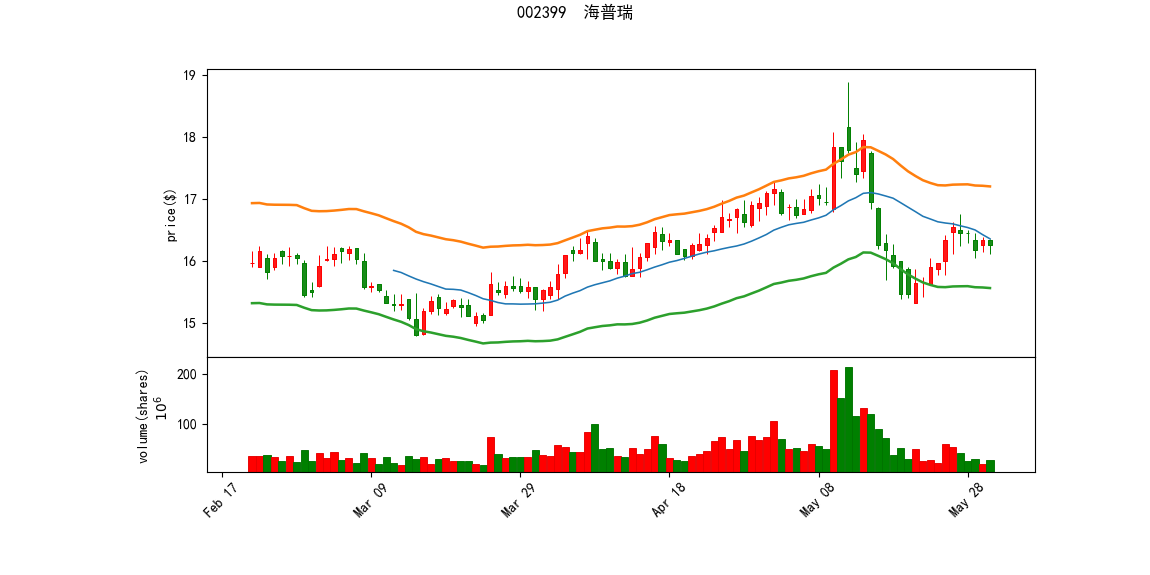 002399  海普瑞
19
18
17
16
15
price($)
200
100
volume(shares)
10^6
Feb 17
Mar 09
Mar 29
Apr 18
May 08
May 28